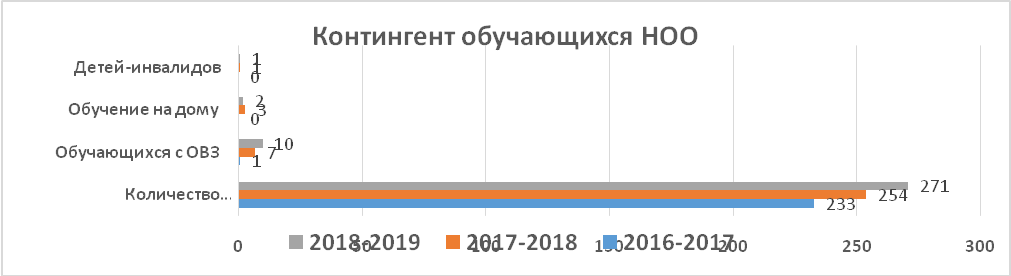 Контингент обучающихся НОО
Детей-инвалидов 1 1 0
Обучение на дому 2 3 0
Обучающихся с ОВЗ 10 7 1
Количество... 271 254 233
0 50 100 150 200 250 300
2018-2019 2017-2018 2016-2017